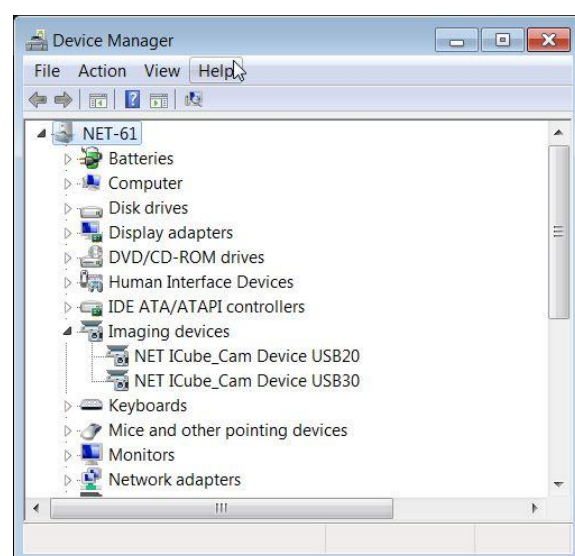 Device Manager
File Action View Help
NET-61
Batteries
Computer
Disk drives
Display adapters
DVD/CD-ROM drives
Human Interface Devices
IDE ATA/ATAPI controllers
Imaging devices
NET ICube_Cam Device USB20
NET ICube_Cam Device USB30
Keyboards
Mice and other pointing devices
Monitors
Network adapters